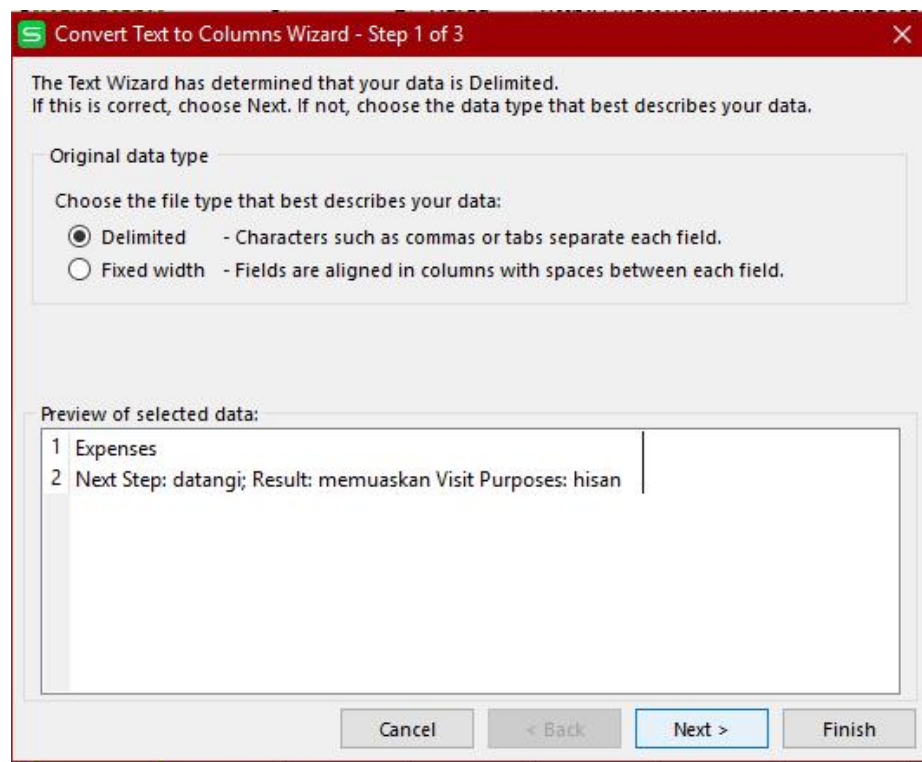 Convert Text to Columns Wizard - Step 1 of 3
The Text Wizard has determined that your data is Delimited.
If this is correct, choose Next. If not, choose the data type that best describes your data.
Original data type
Choose the file type that best describes your data:
Delimited - Characters such as commas or tabs separate each field.
Fixed width - Fields are aligned in columns with spaces between each field.
Preview of selected data:
1 Expenses
2 Next Step: datangi; Result: memuaskan Visit Purposes: hisan
Cancel < Back Next > Finish